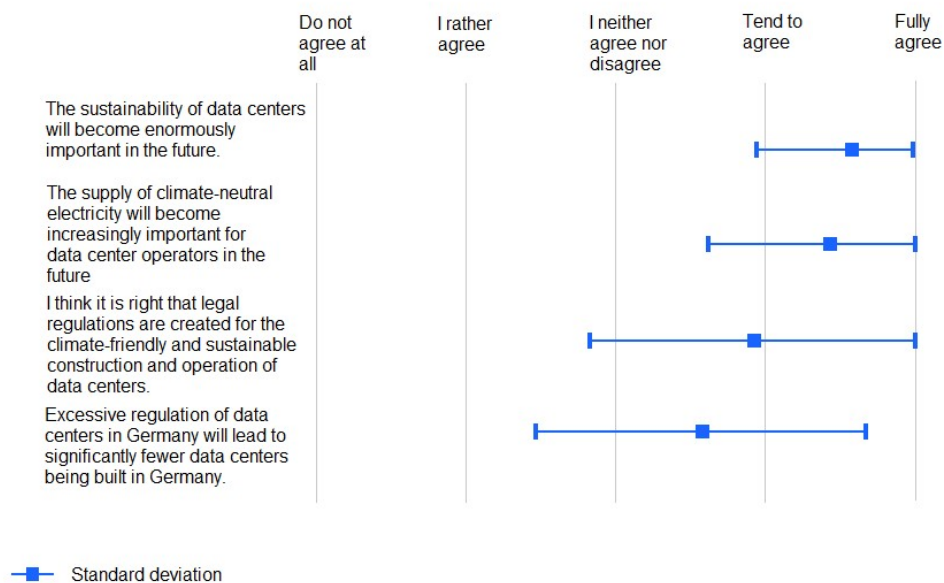 Do not
agree at
all
I rather
agree
I neither
agree nor
disagree
Tend to
agree
Fully
agree
The sustainability of data centers
will become enormously
important in the future.
The supply of climate-neutral
electricity will become
increasingly important for
data center operators in the
future
I think it is right that legal
regulations are created for the
climate-friendly and sustainable
construction and operation of
data centers.
Excessive regulation of data
centers in Germany will lead to
significantly fewer data centers
being built in Germany.
Standard deviation